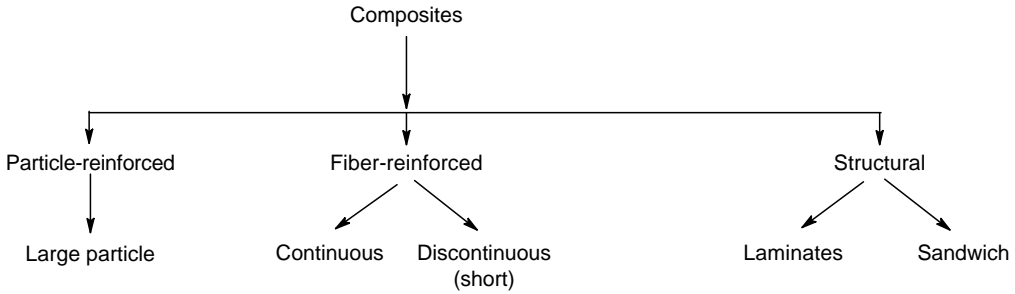 Composites
Particle-reinforced
Fiber-reinforced
Structural
Large particle
Continuous
Discontinuous
(short)
Laminates
Sandwich